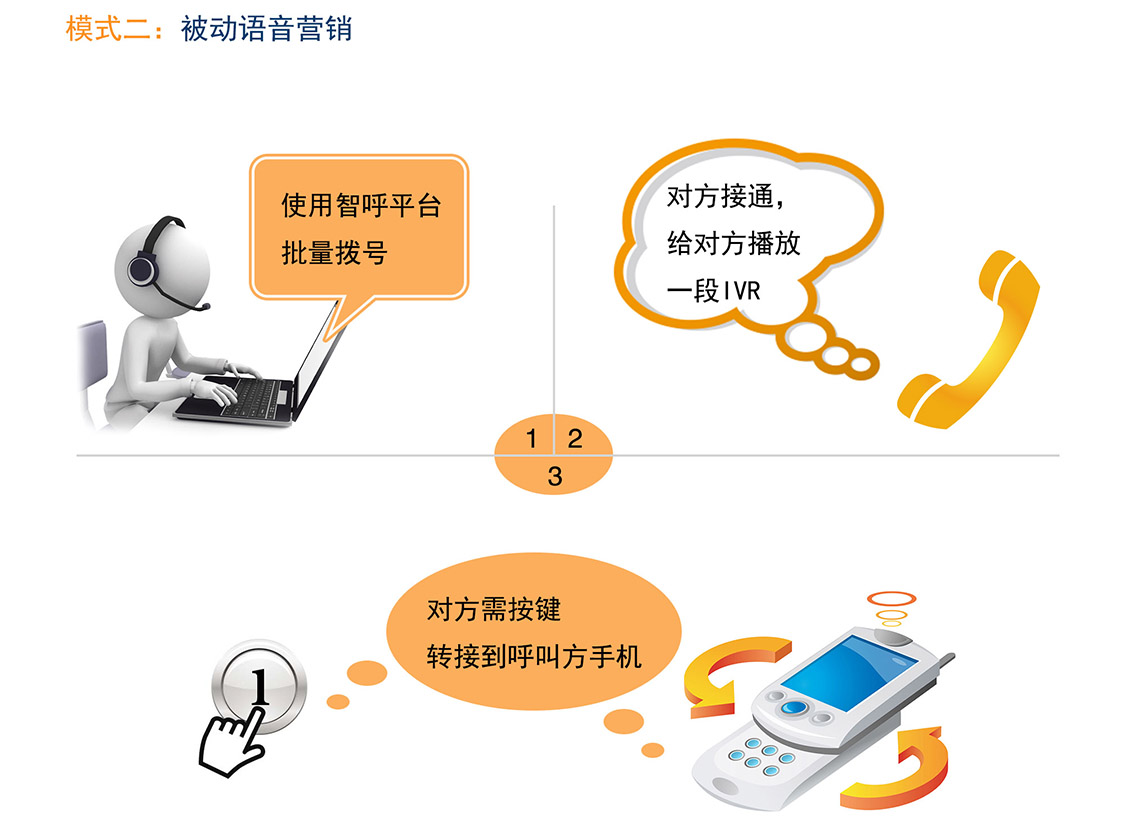 模式二：被动语音营销
使用智呼平台
批量拨号
对方接通，
给对方播放
一段IVR
1
2
3
对方需按键
转接到呼叫方手机
1